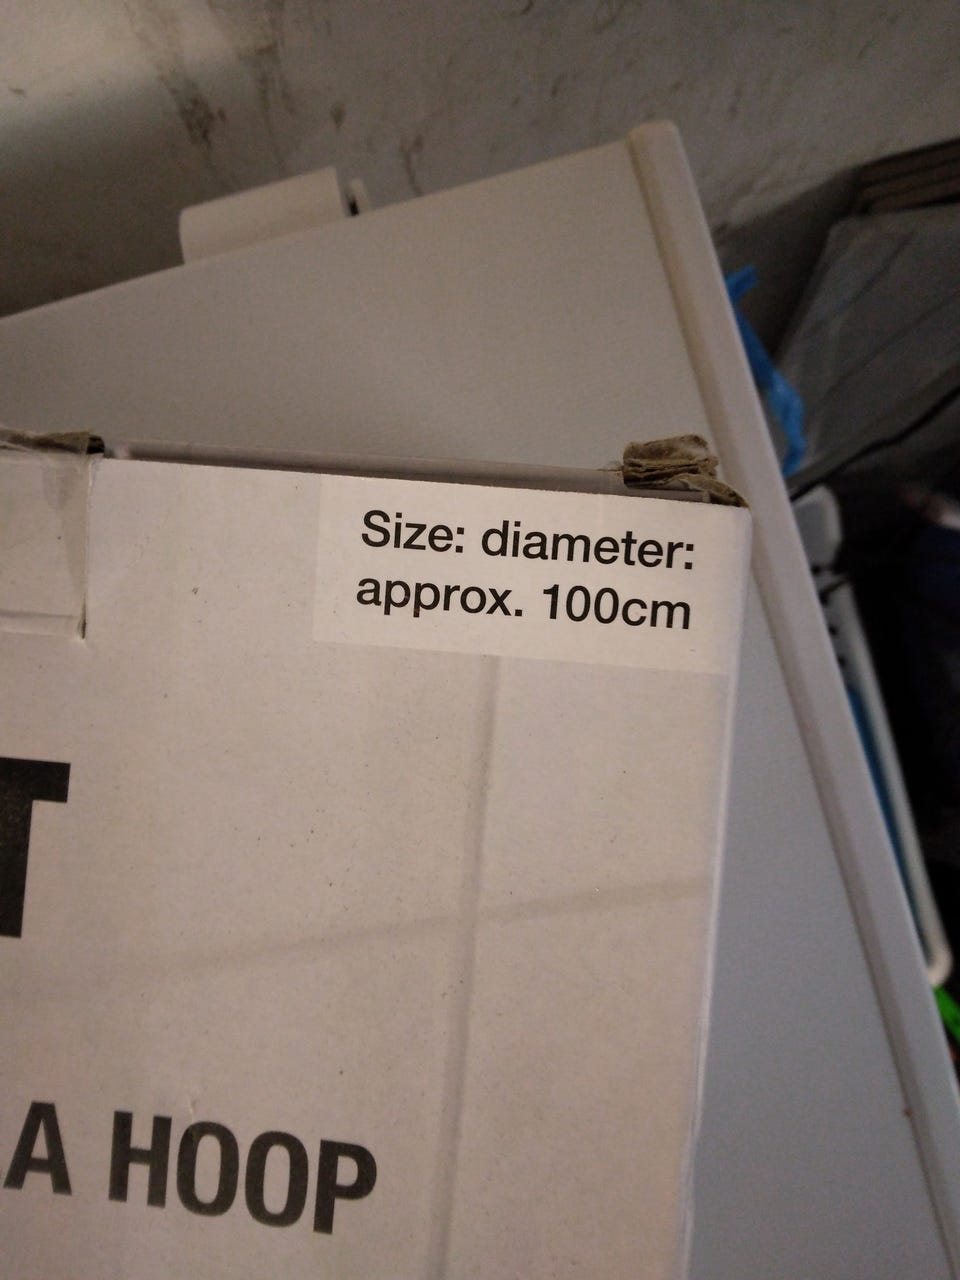 Size: diameter:
approx. 100cm
T
A HOOP